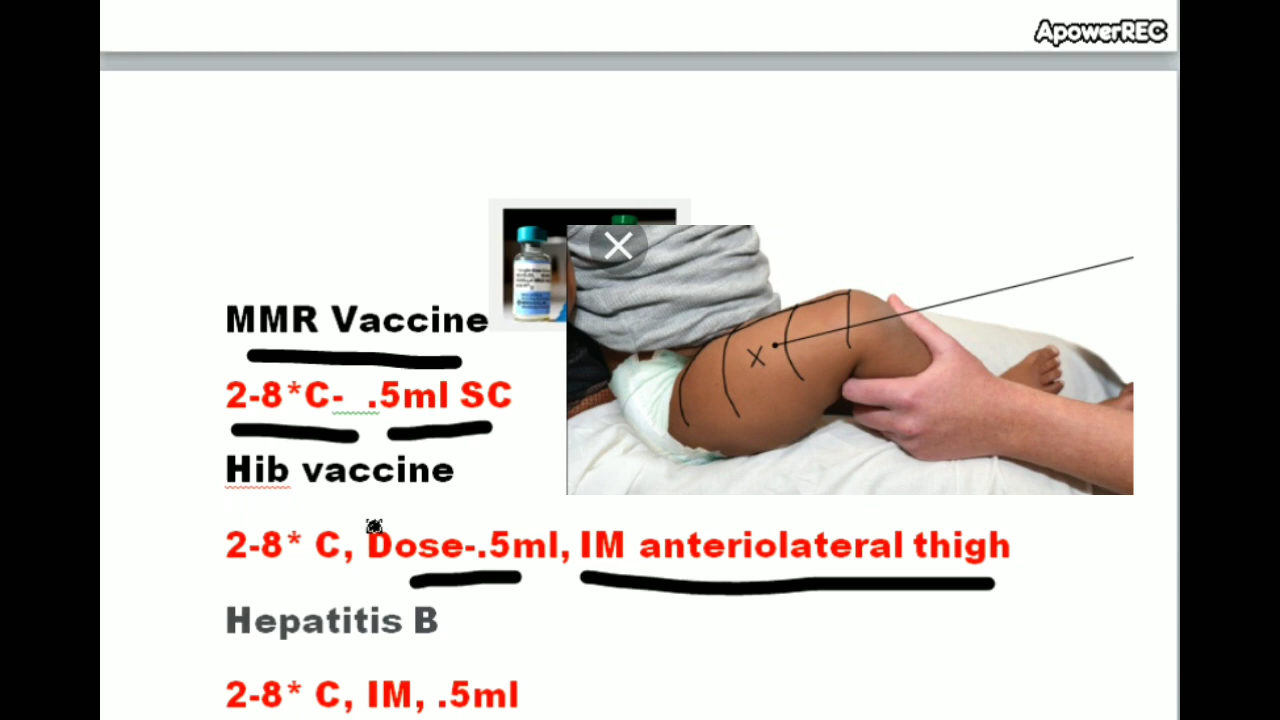 ApowerREC
MMR Vaccine
2-8*C- .5ml SC
Hib vaccine
2-8* C, Dose-.5ml, IM anteriolateral thigh
Hepatitis B
2-8* C, IM, .5ml